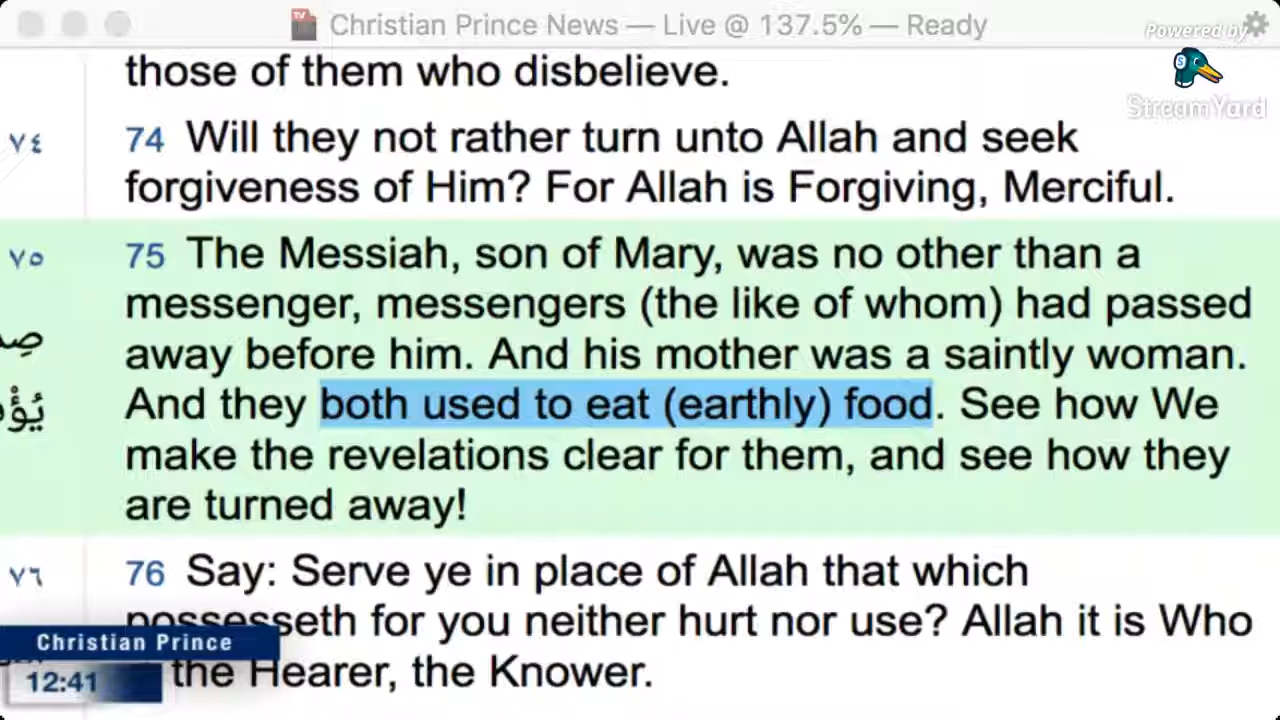 Christian Prince News — Live @ 137.5% — Ready
Powered by
StreamYard
those of them who disbelieve.
٧٤
74 Will they not rather turn unto Allah and seek
forgiveness of Him? For Allah is Forgiving, Merciful.
٧٥
75 The Messiah, son of Mary, was no other than a
messenger, messengers (the like of whom) had passed
away before him. And his mother was a saintly woman.
And they both used to eat (earthly) food. See how We
make the revelations clear for them, and see how they
are turned away!
٧٦
76 Say: Serve ye in place of Allah that which
possesseth for you neither hurt nor use? Allah it is Who
the Hearer, the Knower.
Christian Prince
12:41